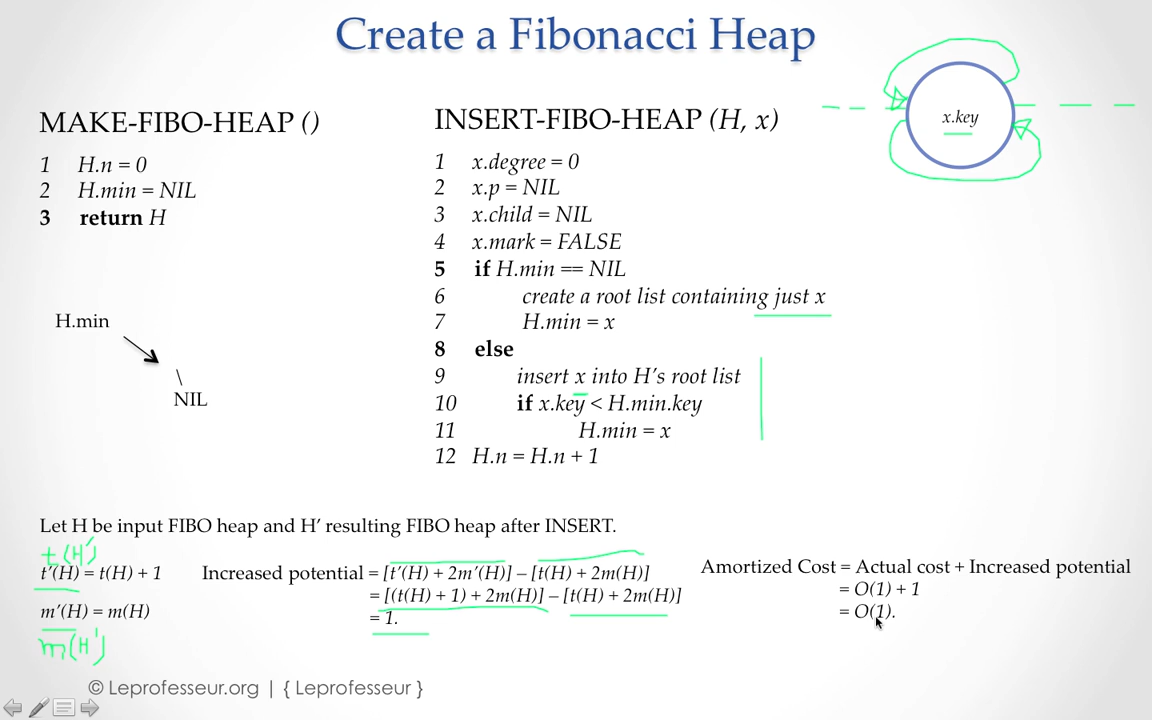 Create a Fibonacci Heap
MAKE-FIBO-HEAP ()
1 H.n = 0
2 H.min = NIL
3 return H
H.min
\
NIL
INSERT-FIBO-HEAP (H, x)
1 x.degree = 0
2 x.p = NIL
3 x.child = NIL
4 x.mark = FALSE
5 if H.min == NIL
6 create a root list containing just x
7 H.min = x
8 else
9 insert x into H's root list
10 if x.key < H.min.key
11 H.min = x
12 H.n = H.n + 1
x.key
Let H be input FIBO heap and H' resulting FIBO heap after INSERT.
t(H')
t'(H) = t(H) + 1
m'(H) = m(H)
m(H')
Increased potential = [t'(H) + 2m'(H)] – [t(H) + 2m(H)]
= [(t(H) + 1) + 2m(H)] – [t(H) + 2m(H)]
= 1.
Amortized Cost = Actual cost + Increased potential
= O(1) + 1
= O(1).
© Leprofesseur.org | { Leprofesseur }